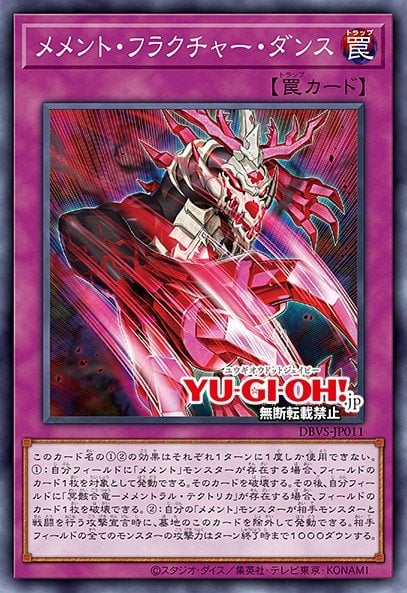 メメント・フラクチャー・ダンス
トラップ
罠
トラップ
【罠カード】
ユウギオウドットジェイピー
YU-GI-OH!.jp
無断転載禁止
DBVS-JP011
このカード名の①②の効果はそれぞれ1ターンに1度しか使用できない。
①：自分フィールドに「メメント」モンスターが存在する場合、フィールドの
カード1枚を対象として発動できる。そのカードを破壊する。その後、自分フィー
ルドに「冥骸合竜－メメントラル・テクトリカ」が存在する場合、フィールドの
カード1枚を破壊できる。②：自分の「メメント」モンスターが相手モンスターと
戦闘を行う攻撃宣言時に、墓地のこのカードを除外して発動できる。相手
フィールドの全てのモンスターの攻撃力はターン終了時まで1000ダウンする。
©スタジオ・ダイス／集英社・テレビ東京・KONAMI